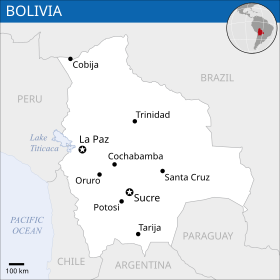 BOLIVIA
Cobija
BRAZIL
PERU
Trinidad
Lake
Titicaca
La Paz
Cochabamba
Santa Cruz
Oruro
Sucre
Potosi
PACIFIC
OCEAN
Tarija
PARAGUAY
CHILE
ARGENTINA
100 km